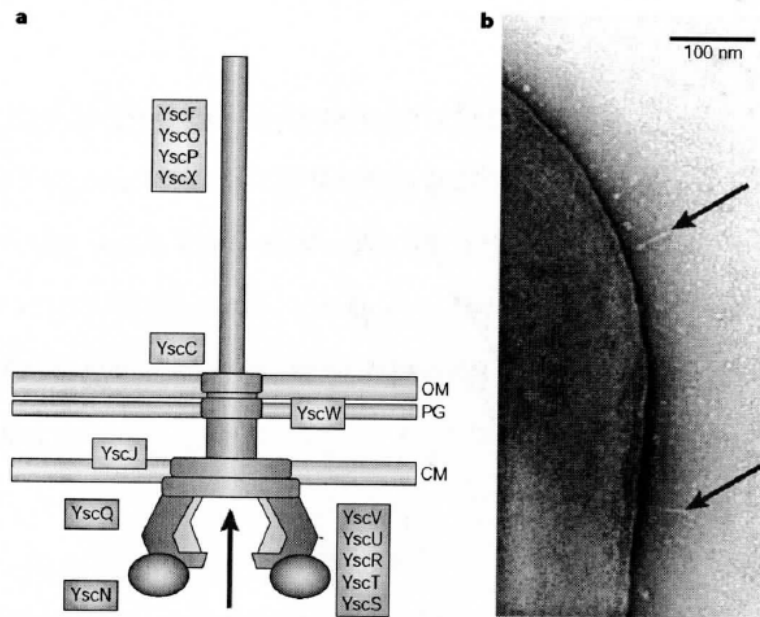 a
YscF
YscO
YscP
YscX
YscC
OM
YscW
PG
YscJ
CM
YscQ
YscV
YscU
YscR
YscT
YscS
YscN
b
100 nm